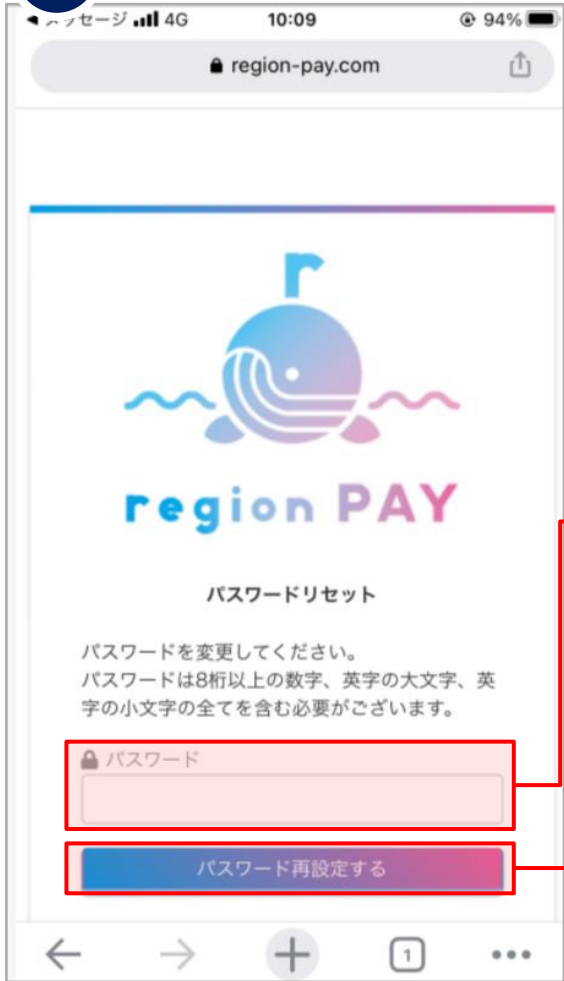 メッセージ 4G 10:09 94%
region-pay.com
r
region PAY
パスワードリセット
パスワードを変更してください。
パスワードは8桁以上の数字、英字の大文字、英
字の小文字の全てを含む必要がございます。
パスワード
パスワード再設定する
1